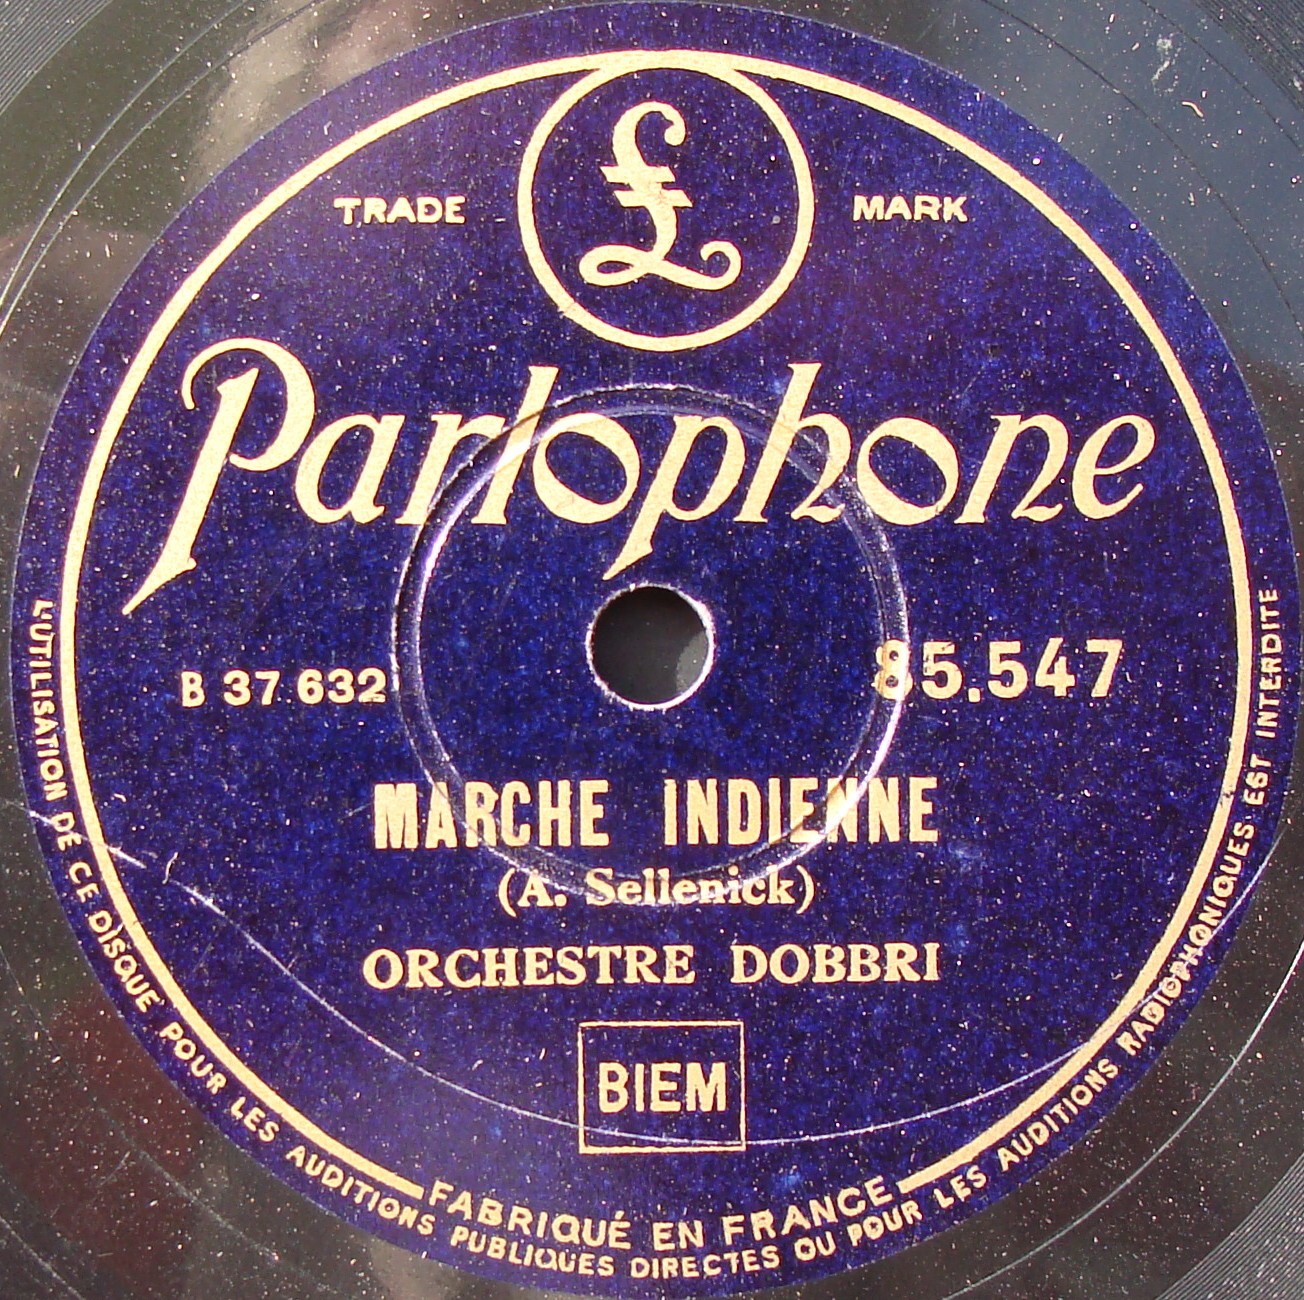 £
TRADE MARK
Parlophone
B 37.632
85.547
MARCHE INDIENNE
(A. Sellenick)
ORCHESTRE DOBBRI
BIEM
FABRIQUÉ EN FRANCE
L'UTILISATION DE CE DISQUE POUR LES AUDITIONS PUBLIQUES DIRECTES OU POUR LES AUDITIONS RADIOPHONIQUES EST INTERDITE